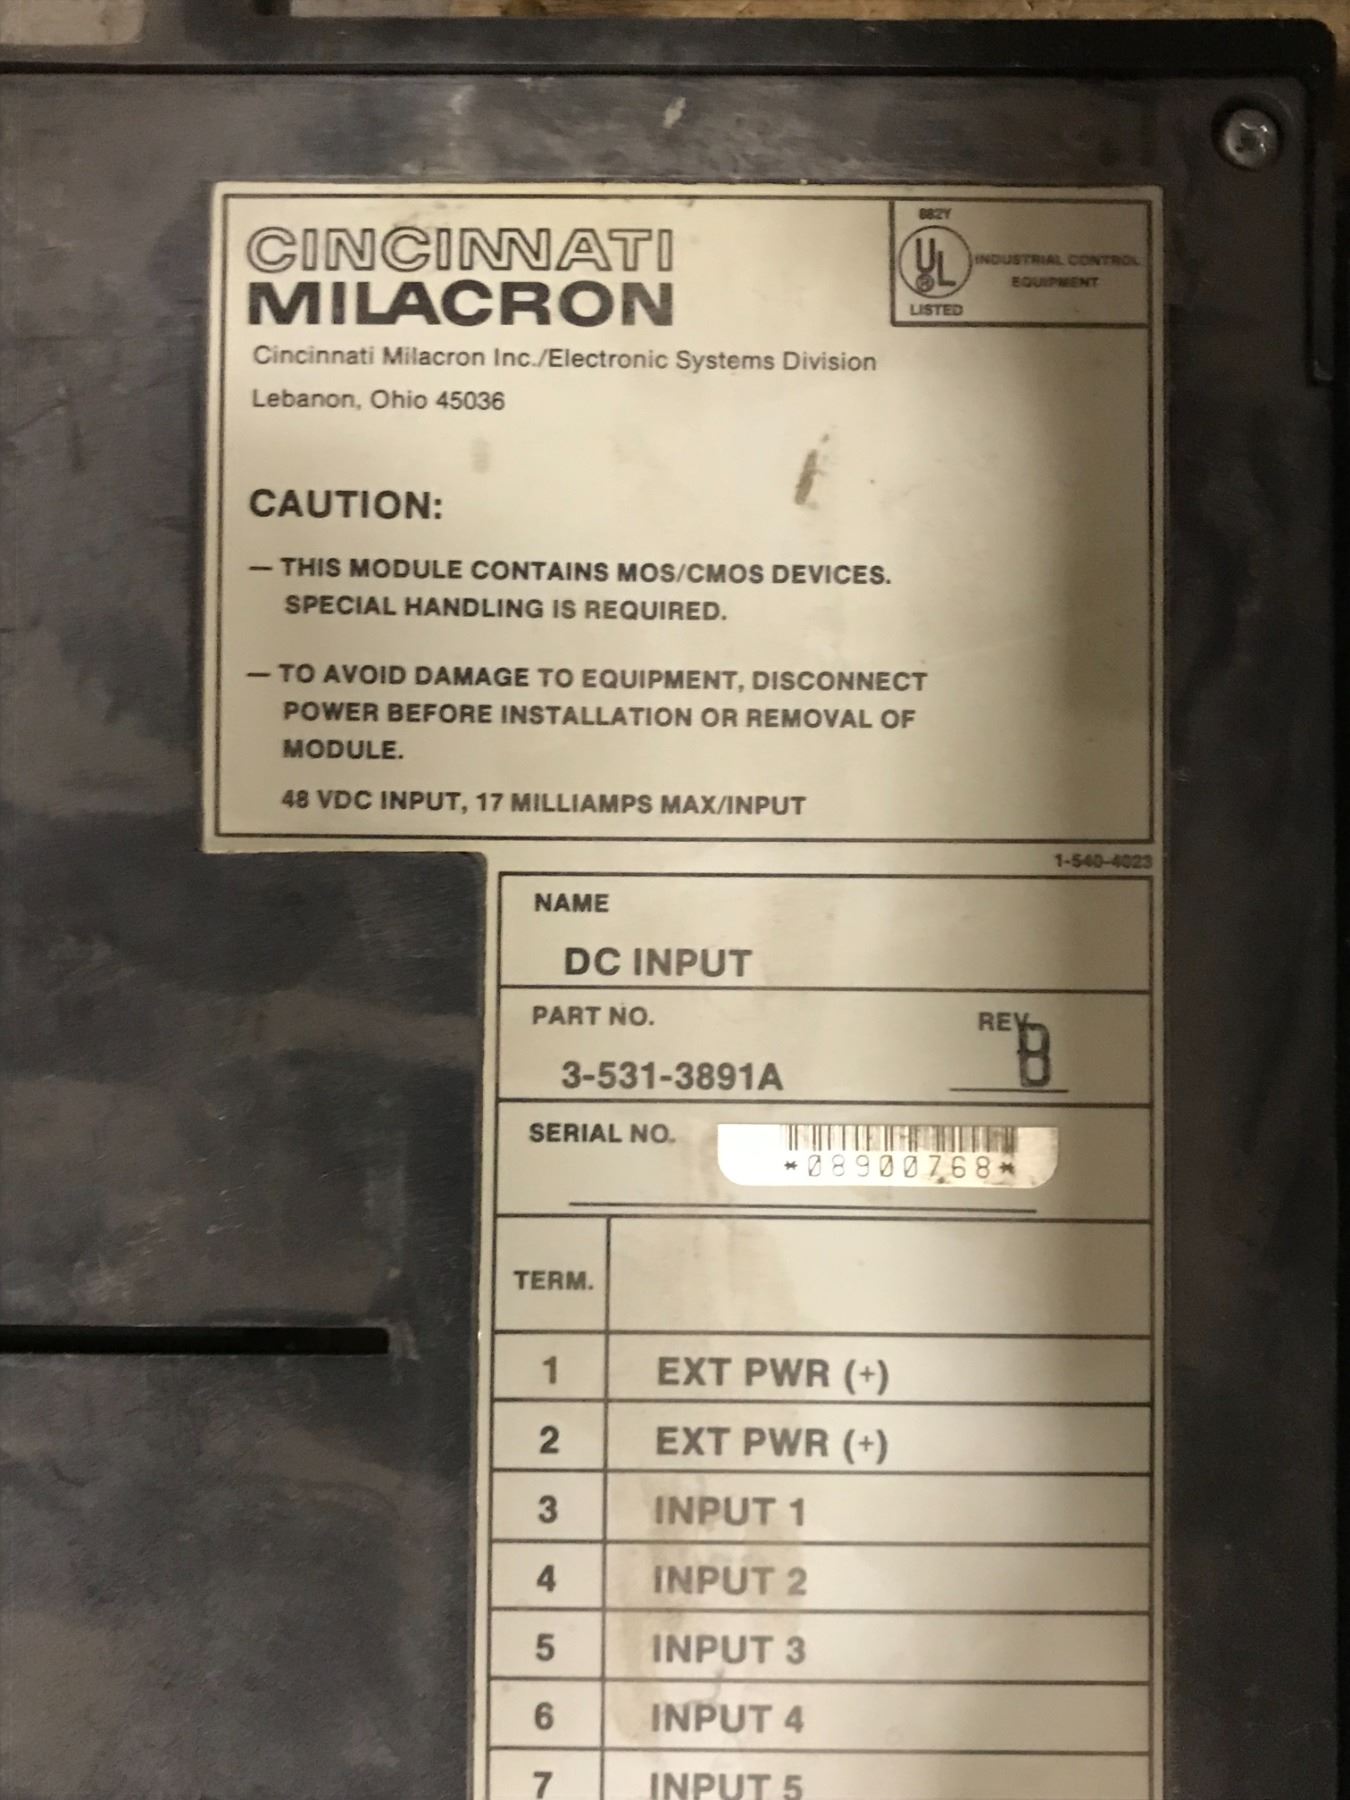 CINCINNATI
MILACRON
Cincinnati Milacron Inc./Electronic Systems Division
Lebanon, Ohio 45036
882Y
UL
®
LISTED
INDUSTRIAL CONTROL
EQUIPMENT
CAUTION:
— THIS MODULE CONTAINS MOS/CMOS DEVICES.
SPECIAL HANDLING IS REQUIRED.
— TO AVOID DAMAGE TO EQUIPMENT, DISCONNECT
POWER BEFORE INSTALLATION OR REMOVAL OF
MODULE.
48 VDC INPUT, 17 MILLIAMPS MAX/INPUT
1-540-4023
NAME
DC INPUT
PART NO.
REV.
3-531-3891A
B
SERIAL NO.
*08900768*
TERM.
1 EXT PWR (+)
2 EXT PWR (+)
3 INPUT 1
4 INPUT 2
5 INPUT 3
6 INPUT 4
7 INPUT 5